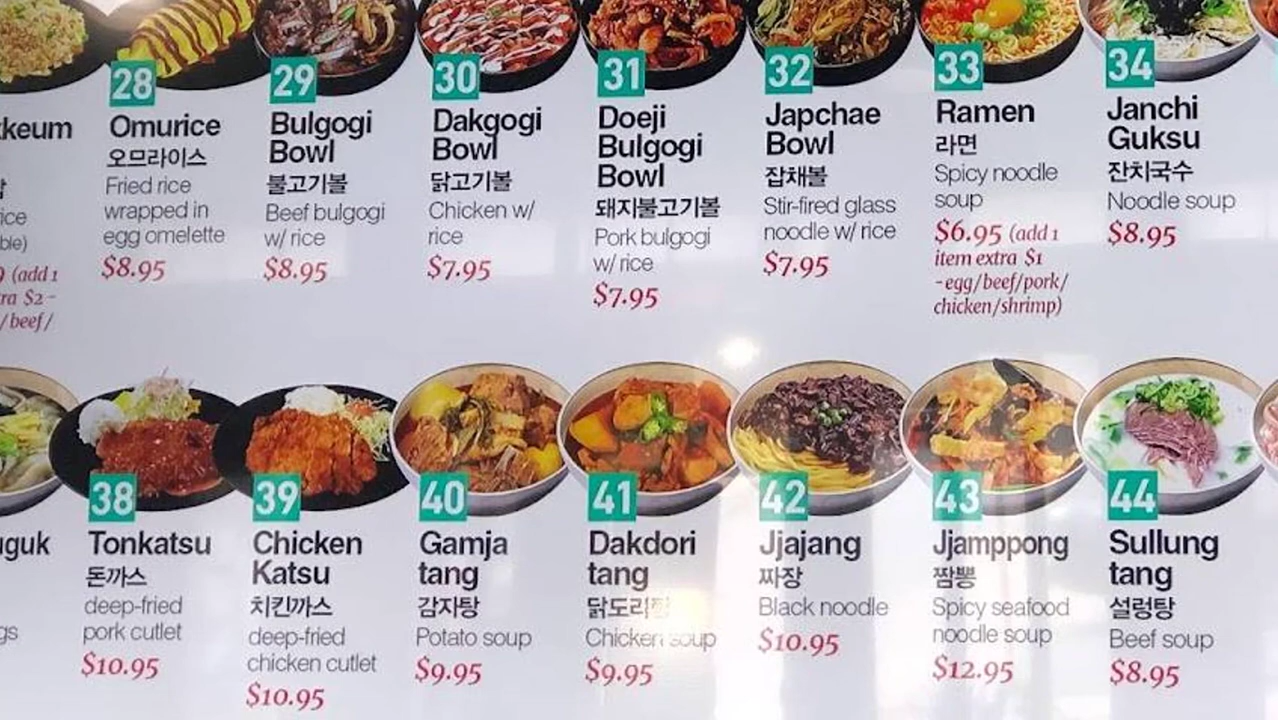 28
Omurice
오므라이스
Fried rice
wrapped in
egg omelette
$8.95
29
Bulgogi
Bowl
불고기볼
Beef bulgogi
w/ rice
$8.95
30
Dakgogi
Bowl
닭고기볼
Chicken w/
rice
$7.95
31
Doeji
Bulgogi
Bowl
돼지불고기볼
Pork bulgogi
w/ rice
$7.95
32
Japchae
Bowl
잡채볼
Stir-fired glass
noodle w/ rice
$7.95
33
Ramen
라면
Spicy noodle
soup
$6.95 (add 1
item extra $1
-egg/beef/pork/
chicken/shrimp)
34
Janchi
Guksu
잔치국수
Noodle soup
$8.95
(add 1
$2 -
/beef/
38
Tonkatsu
돈까스
deep-fried
pork cutlet
$10.95
39
Chicken
Katsu
치킨까스
deep-fried
chicken cutlet
$10.95
40
Gamja
tang
감자탕
Potato soup
$9.95
41
Dakdori
tang
닭도리탕
Chicken soup
$9.95
42
Jjajang
짜장
Black noodle
$10.95
43
Jjamppong
짬뽕
Spicy seafood
noodle soup
$12.95
44
Sullung
tang
설렁탕
Beef soup
$8.95